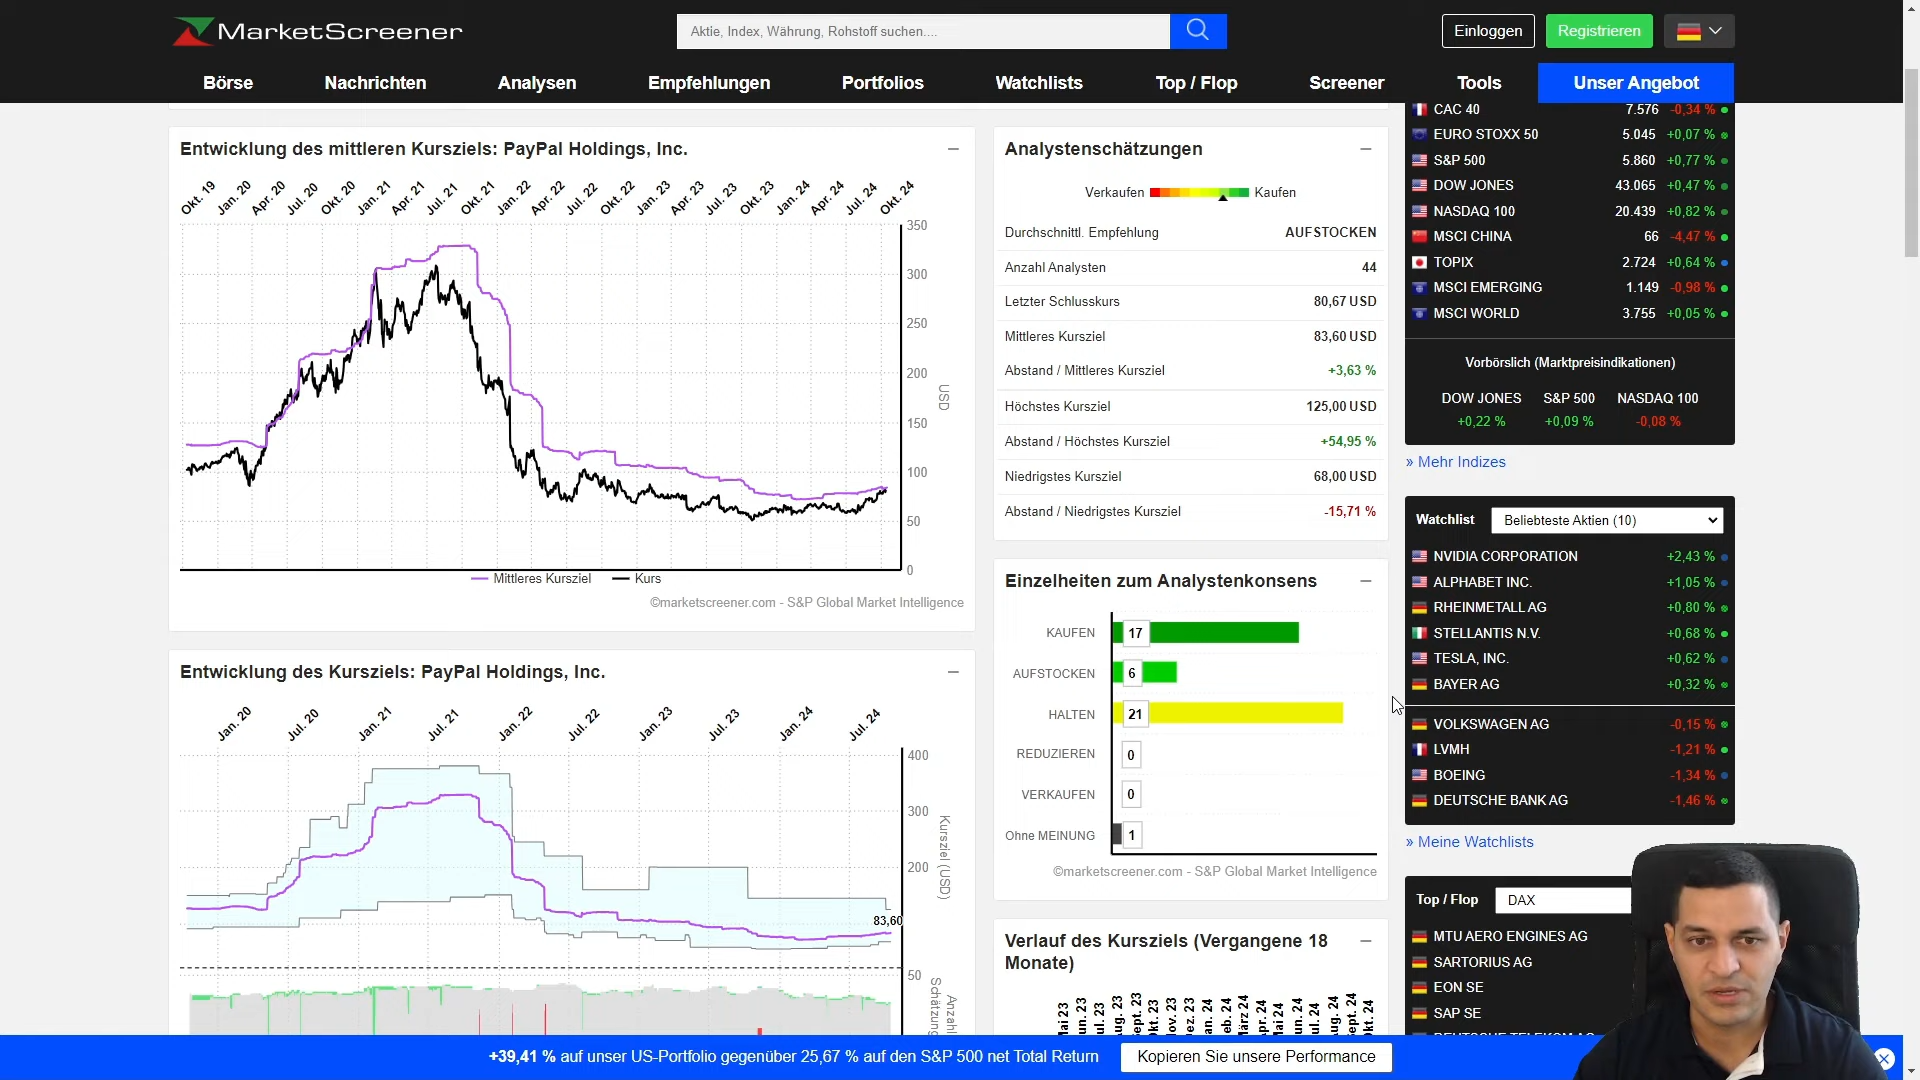 MarketScreener
Aktie, Index, Währung, Rohstoff suchen....
Einloggen
Registrieren
Börse
Nachrichten
Analysen
Empfehlungen
Portfolios
Watchlists
Top / Flop
Screener
Tools
Unser Angebot
Entwicklung des mittleren Kursziels: PayPal Holdings, Inc.
Okt. 19 Jan. 20 Apr. 20 Jul. 20 Okt. 20 Jan. 21 Apr. 21 Jul. 21 Okt. 21 Jan. 22 Apr. 22 Jul. 22 Okt. 22 Jan. 23 Apr. 23 Jul. 23 Okt. 23 Jan. 24 Apr. 24 Jul. 24 Okt. 24
350
300
250
200
150
100
50
0
USD
Mittleres Kursziel Kurs
©marketscreener.com - S&P Global Market Intelligence
Entwicklung des Kursziels: PayPal Holdings, Inc.
Jan. 20 Jul. 20 Jan. 21 Jul. 21 Jan. 22 Jul. 22 Jan. 23 Jul. 23 Jan. 24 Jul. 24
400
300
200
83,60
50
Kursziel (USD)
Analystenschätzungen
Verkaufen Kaufen
Durchschnittl. Empfehlung AUFSTOCKEN
Anzahl Analysten 44
Letzter Schlusskurs 80,67 USD
Mittleres Kursziel 83,60 USD
Abstand / Mittleres Kursziel +3,63 %
Höchstes Kursziel 125,00 USD
Abstand / Höchstes Kursziel +54,95 %
Niedrigstes Kursziel 68,00 USD
Abstand / Niedrigstes Kursziel -15,71 %
Einzelheiten zum Analystenkonsens
KAUFEN 17
AUFSTOCKEN 6
HALTEN 21
REDUZIEREN 0
VERKAUFEN 0
Ohne MEINUNG 1
©marketscreener.com - S&P Global Market Intelligence
Verlauf des Kursziels (Vergangene 18
Monate)
CAC 40 7.576 -0,34 %
EURO STOXX 50 5.045 +0,07 %
S&P 500 5.860 +0,77 %
DOW JONES 43.065 +0,47 %
NASDAQ 100 20.439 +0,82 %
MSCI CHINA 66 -4,47 %
TOPIX 2.724 +0,64 %
MSCI EMERGING 1.149 -0,98 %
MSCI WORLD 3.755 +0,05 %
Vorbörslich (Marktpreisindikationen)
DOW JONES S&P 500 NASDAQ 100
+0,22 % +0,09 % -0,08 %
» Mehr Indizes
Watchlist Beliebteste Aktien (10)
NVIDIA CORPORATION +2,43 %
ALPHABET INC. +1,05 %
RHEINMETALL AG +0,80 %
STELLANTIS N.V. +0,68 %
TESLA, INC. +0,62 %
BAYER AG +0,32 %
VOLKSWAGEN AG -0,15 %
LVMH -1,21 %
BOEING -1,34 %
DEUTSCHE BANK AG -1,46 %
» Meine Watchlists
Top / Flop DAX
MTU AERO ENGINES AG
SARTORIUS AG
EON SE
SAP SE
+39,41 % auf unser US-Portfolio gegenüber 25,67 % auf den S&P 500 net Total Return
Kopieren Sie unsere Performance